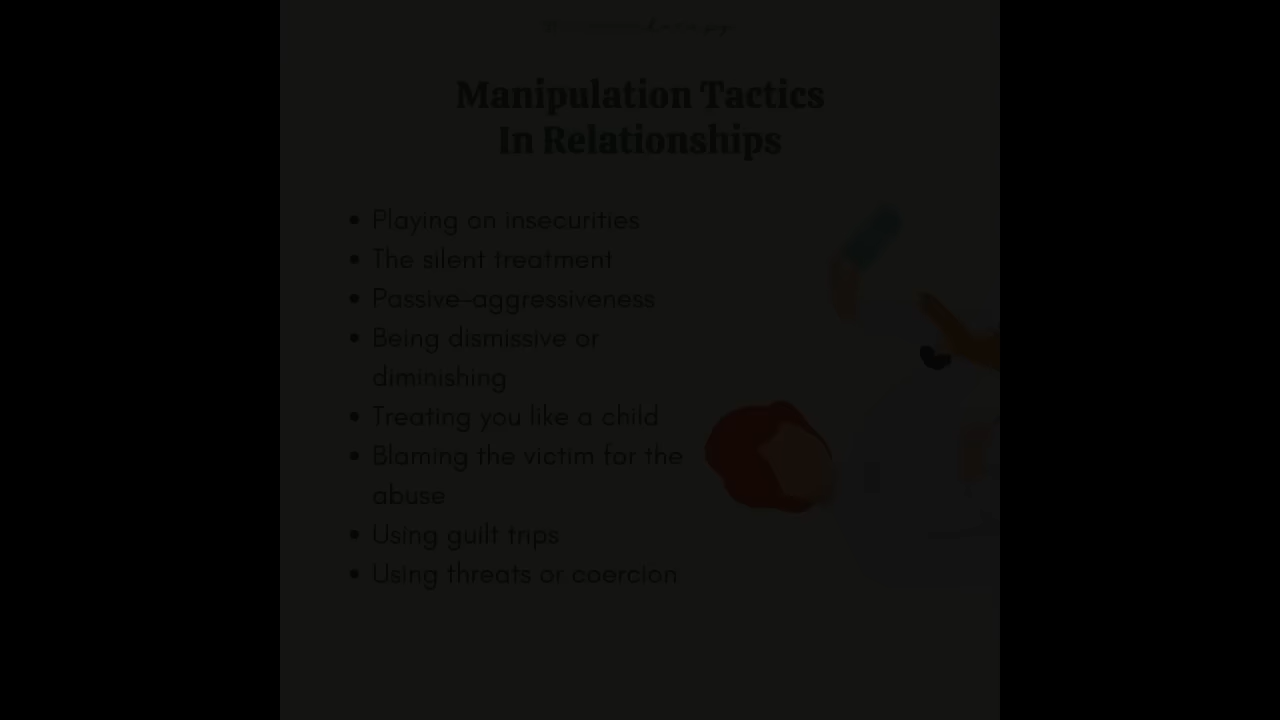 Manipulation Tactics
In Relationships
• Playing on insecurities
• The silent treatment
• Passive-aggressiveness
• Being dismissive or
diminishing
• Treating you like a child
• Blaming the victim for the
abuse
• Using guilt trips
• Using threats or coercion